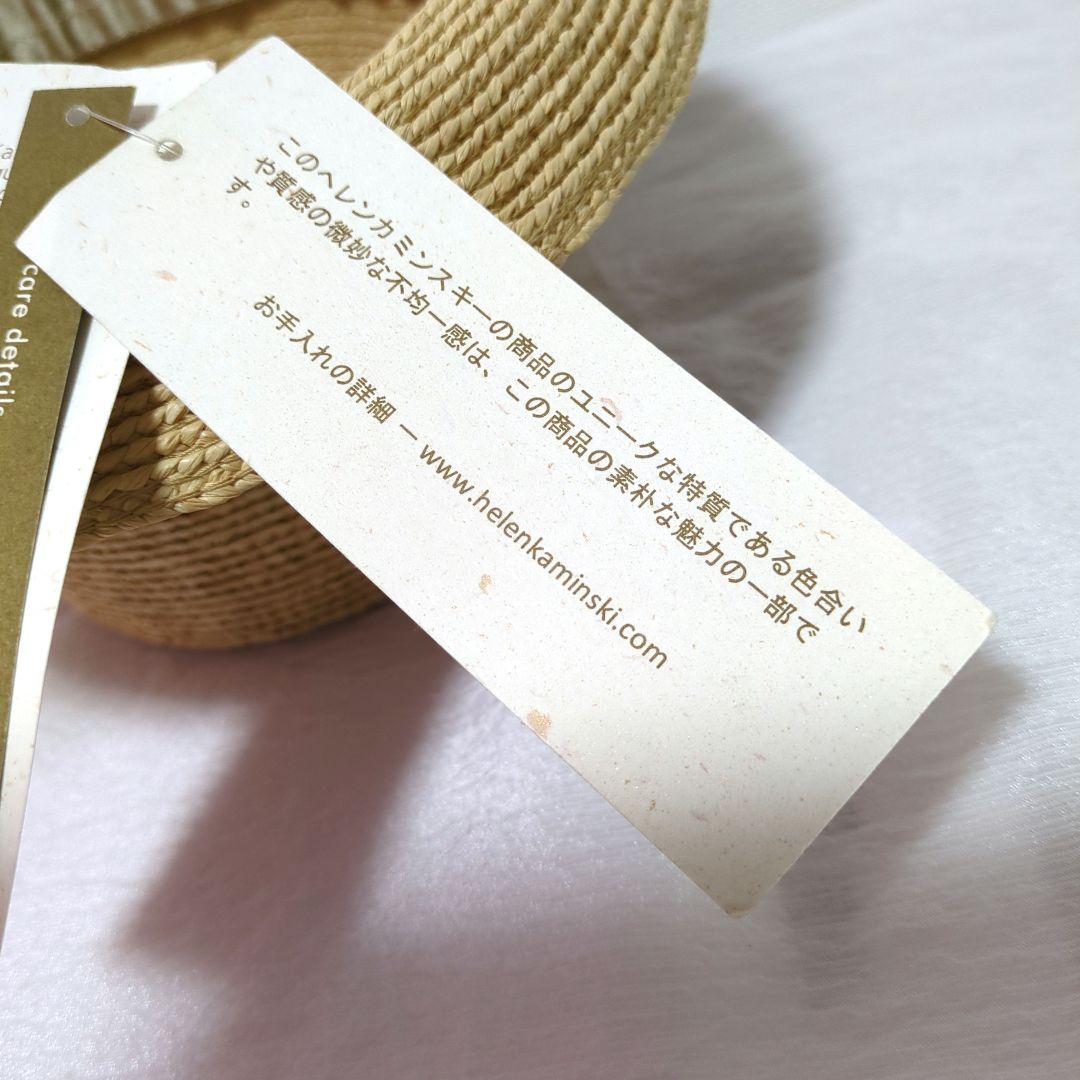 このヘレンカミンスキーの商品のユニークな特質である色合い
や質感の微妙な不均一感は、この商品の素朴な魅力の一部で
す。
お手入れの詳細 — www.helenkaminski.com
care details